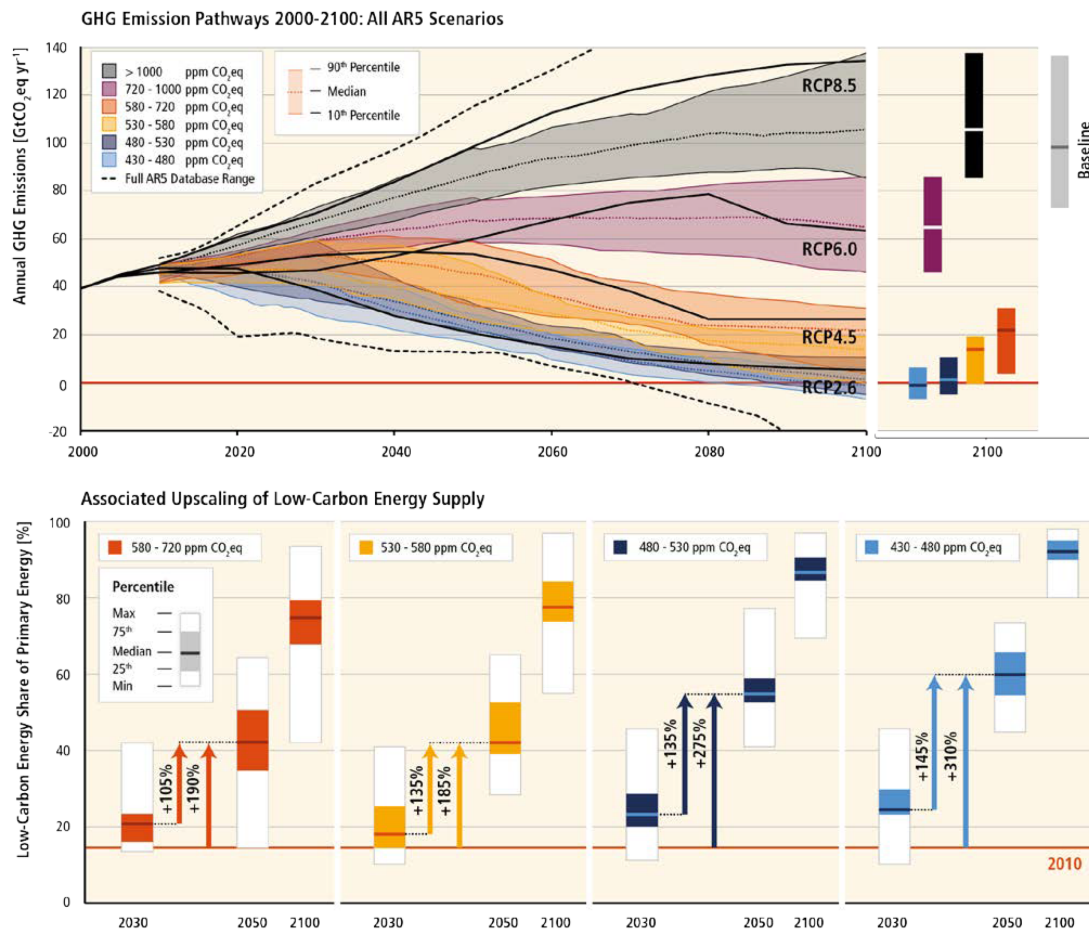 GHG Emission Pathways 2000-2100: All AR5 Scenarios
Annual GHG Emissions [GtCO₂eq yr⁻¹]
140
120
100
80
60
40
20
0
-20
> 1000 ppm CO₂eq
720 - 1000 ppm CO₂eq
580 - 720 ppm CO₂eq
530 - 580 ppm CO₂eq
480 - 530 ppm CO₂eq
430 - 480 ppm CO₂eq
Full AR5 Database Range
90th Percentile
Median
10th Percentile
RCP8.5
RCP6.0
RCP4.5
RCP2.6
Baseline
2000
2020
2040
2060
2080
2100
2100
Associated Upscaling of Low-Carbon Energy Supply
Low-Carbon Energy Share of Primary Energy [%]
100
80
60
40
20
0
580 - 720 ppm CO₂eq
Percentile
Max
75th
Median
25th
Min
+105%
+190%
2030
2050
2100
530 - 580 ppm CO₂eq
+135%
+185%
2030
2050
2100
480 - 530 ppm CO₂eq
+135%
+275%
2030
2050
2100
430 - 480 ppm CO₂eq
+145%
+310%
2010
2030
2050
2100